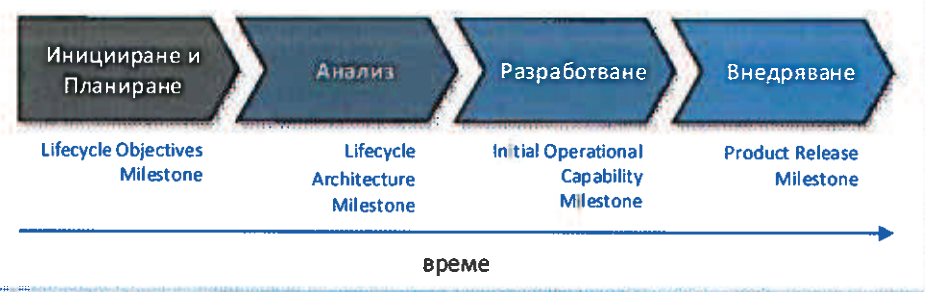 Иницииране и
Планиране
Анализ
Разработване
Внедряване
Lifecycle Objectives
Milestone
Lifecycle
Architecture
Milestone
Initial Operational
Capability
Milestone
Product Release
Milestone
време